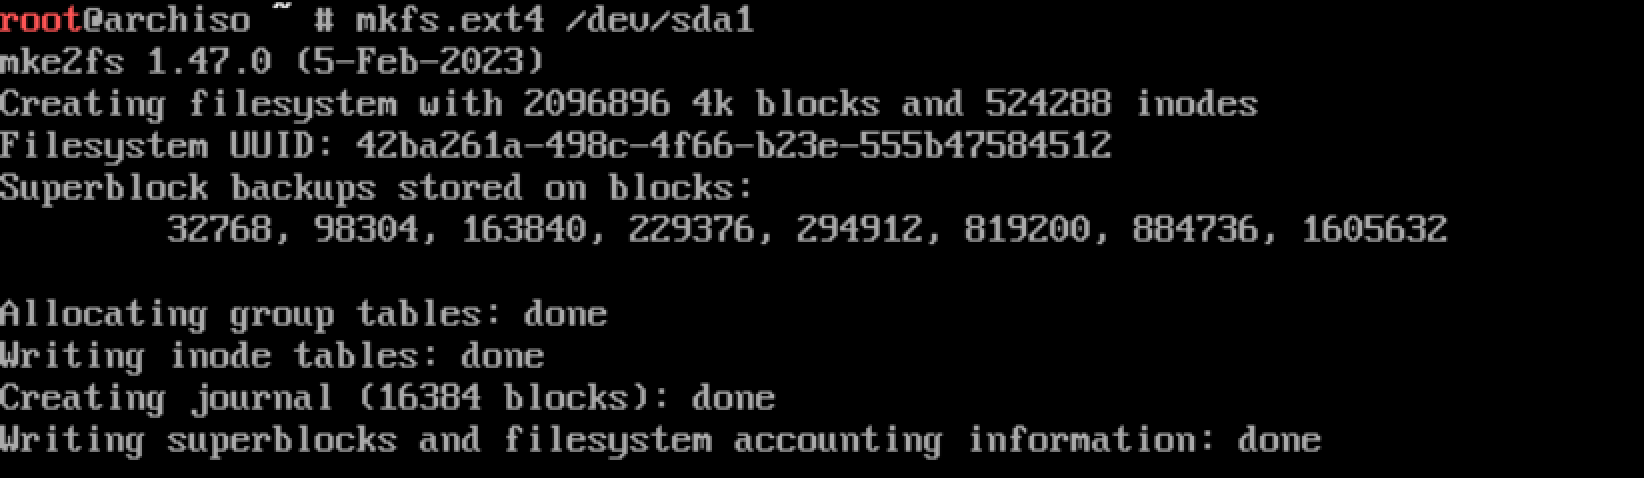 root@archiso ~ # mkfs.ext4 /dev/sda1
mke2fs 1.47.0 (5-Feb-2023)
Creating filesystem with 2096896 4k blocks and 524288 inodes
Filesystem UUID: 42ba261a-498c-4f66-b23e-555b47584512
Superblock backups stored on blocks:
32768, 98304, 163840, 229376, 294912, 819200, 884736, 1605632
Allocating group tables: done
Writing inode tables: done
Creating journal (16384 blocks): done
Writing superblocks and filesystem accounting information: done